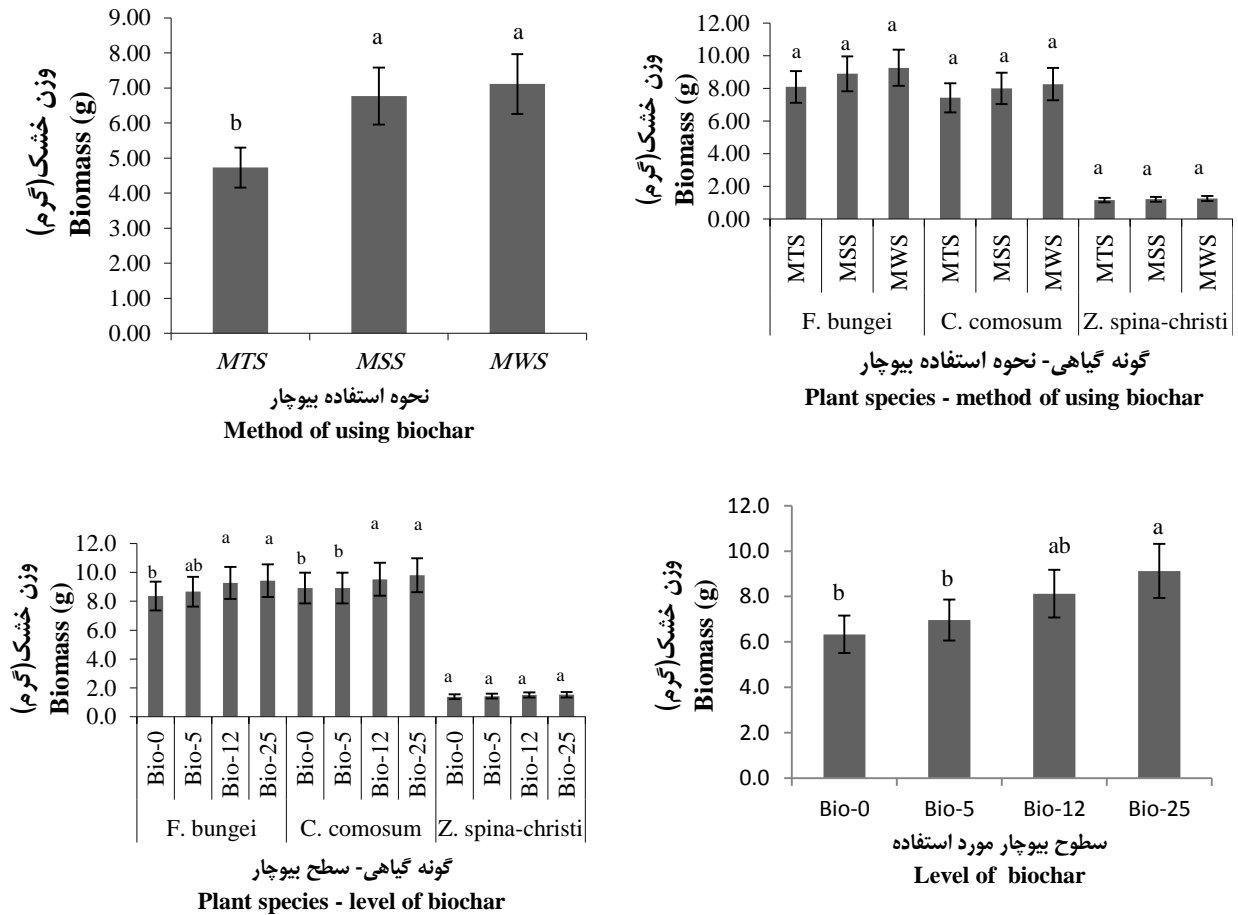 وزن خشک(گرم)
Biomass (g)
9.00
8.00
7.00
6.00
5.00
4.00
3.00
2.00
1.00
0.00
b
a
a
MTS
MSS
MWS
نحوه استفاده بیوچار
Method of using biochar
وزن خشک(گرم)
Biomass (g)
12.00
10.00
8.00
6.00
4.00
2.00
0.00
a a a a a a a a a
MTS MSS MWS MTS MSS MWS MTS MSS MWS
F. bungei C. comosum Z. spina-christi
گونه گیاهی- نحوه استفاده بیوچار
Plant species - method of using biochar
وزن خشک(گرم)
Biomass (g)
12.0
10.0
8.0
6.0
4.0
2.0
0.0
b ab a a b b a a a a a a
Bio-0 Bio-5 Bio-12 Bio-25 Bio-0 Bio-5 Bio-12 Bio-25 Bio-0 Bio-5 Bio-12 Bio-25
F. bungei C. comosum Z. spina-christi
گونه گیاهی- سطح بیوچار
Plant species - level of biochar
وزن خشک(گرم)
Biomass (g)
12.0
10.0
8.0
6.0
4.0
2.0
0.0
b b ab a
Bio-0 Bio-5 Bio-12 Bio-25
سطوح بیوچار مورد استفاده
Level of biochar